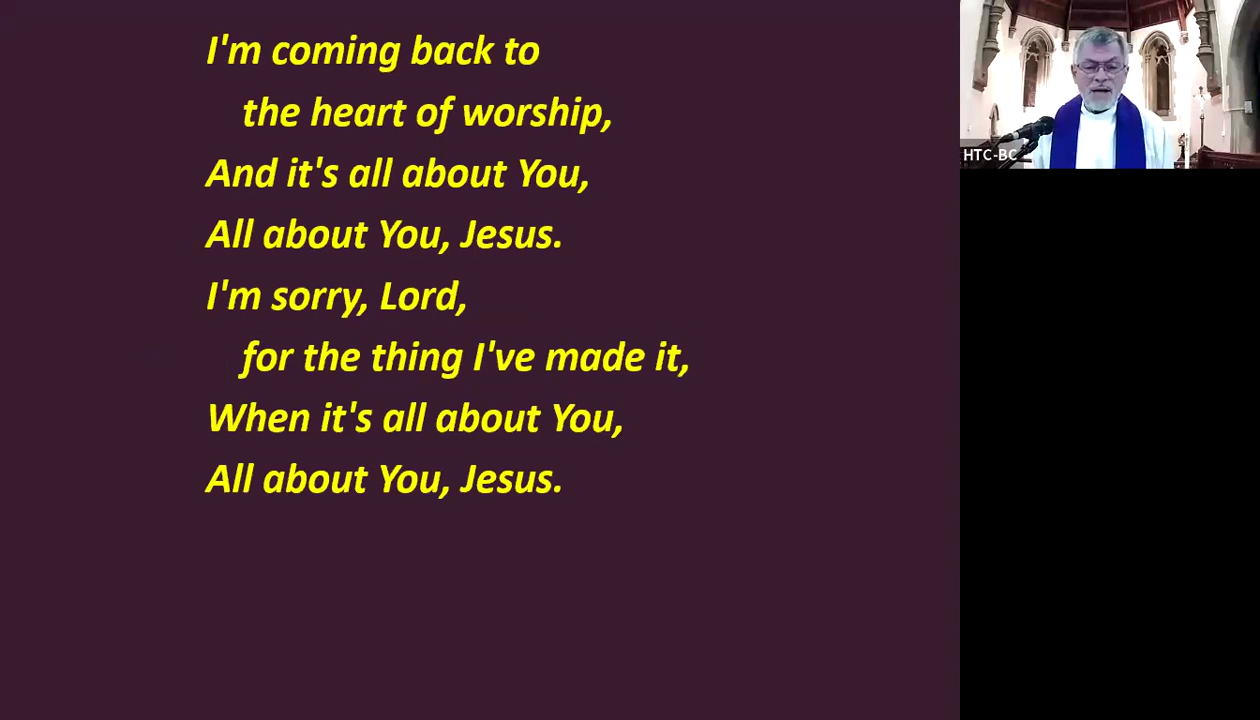 I'm coming back to
the heart of worship,
And it's all about You,
All about You, Jesus.
I'm sorry, Lord,
for the thing I've made it,
When it's all about You,
All about You, Jesus.
HTC-BC